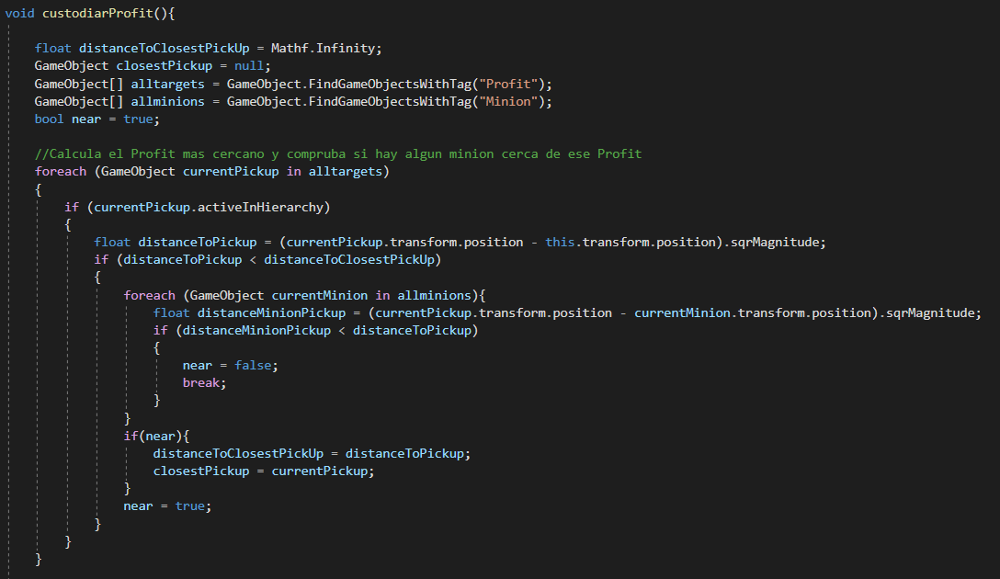 void custodiarProfit(){
float distanceToClosestPickUp = Mathf.Infinity;
GameObject closestPickup = null;
GameObject[] alltargets = GameObject.FindGameObjectsWithTag("Profit");
GameObject[] allminions = GameObject.FindGameObjectsWithTag("Minion");
bool near = true;
//Calcula el Profit mas cercano y compruba si hay algun minion cerca de ese Profit
foreach (GameObject currentPickup in alltargets)
{
if (currentPickup.activeInHierarchy)
{
float distanceToPickup = (currentPickup.transform.position - this.transform.position).sqrMagnitude;
if (distanceToPickup < distanceToClosestPickUp)
{
foreach (GameObject currentMinion in allminions){
float distanceMinionPickup = (currentPickup.transform.position - currentMinion.transform.position).sqrMagnitude;
if (distanceMinionPickup < distanceToPickup)
{
near = false;
break;
}
}
if(near){
distanceToClosestPickUp = distanceToPickup;
closestPickup = currentPickup;
}
near = true;
}
}
}